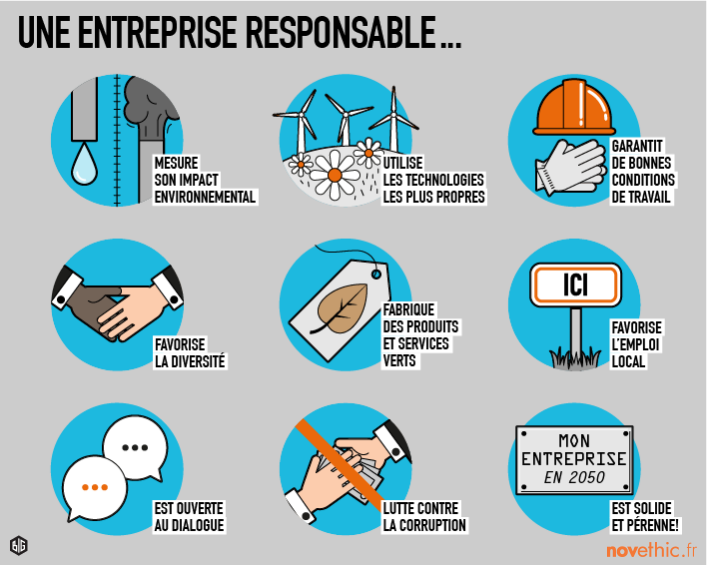 UNE ENTREPRISE RESPONSABLE...
MESURE
SON IMPACT
ENVIRONNEMENTAL
UTILISE
LES TECHNOLOGIES
LES PLUS PROPRES
GARANTIT
DE BONNES
CONDITIONS
DE TRAVAIL
FAVORISE
LA DIVERSITÉ
FABRIQUE
DES PRODUITS
ET SERVICES
VERTS
ICI
FAVORISE
L'EMPLOI
LOCAL
EST OUVERTE
AU DIALOGUE
LUTTE CONTRE
LA CORRUPTION
MON
ENTREPRISE
EN 2050
EST SOLIDE
ET PÉRENNE!
novethic.fr